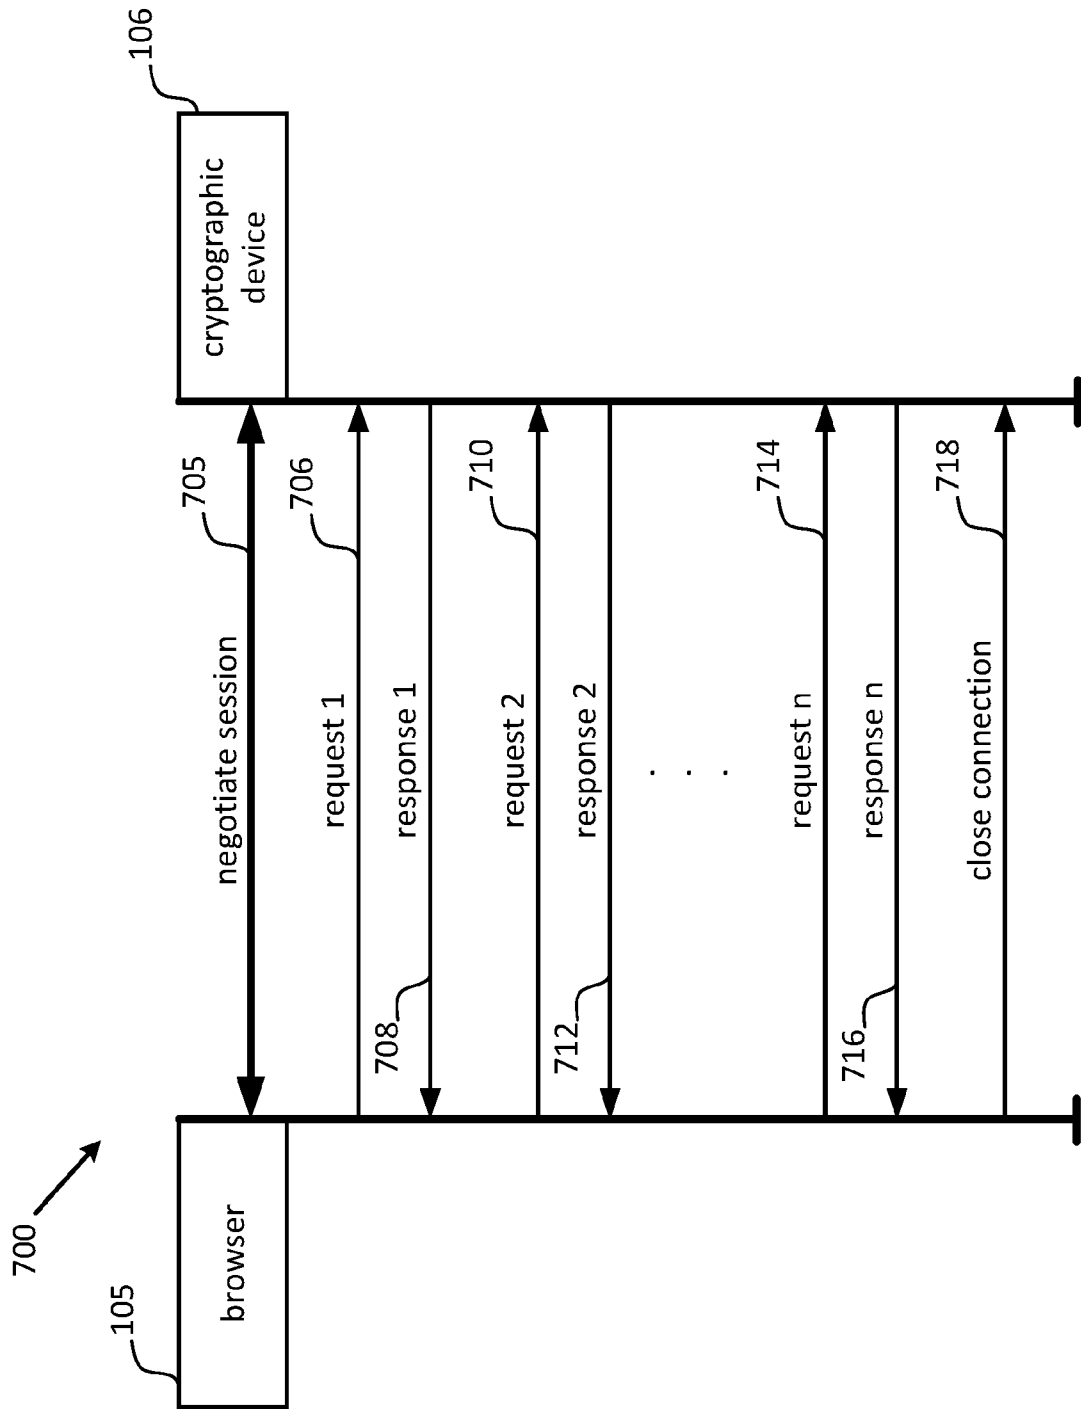 700
105
browser
106
cryptographic
device
negotiate session
705
request 1
706
response 1
708
request 2
710
response 2
712
. . .
request n
714
response n
716
close connection
718